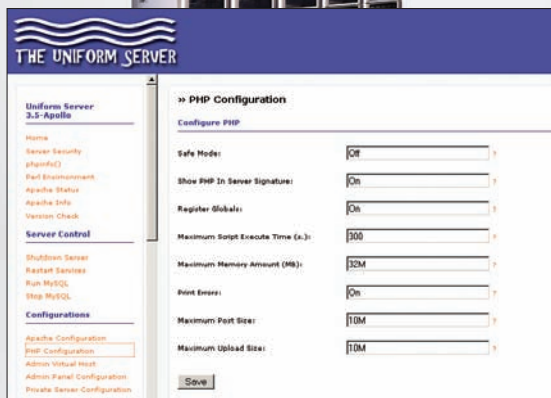 THE UNIFORM SERVER
Uniform Server
3.5-Apollo
Home
Server Security
phpinfo()
Perl Environment
Apache Status
Apache Info
Version Check
Server Control
Shutdown Server
Restart Services
Run MySQL
Stop MySQL
Configurations
Apache Configuration
PHP Configuration
Admin Virtual Host
Admin Panel Configuration
Private Server Configuration
» PHP Configuration
Configure PHP
Safe Mode: Off ?
Show PHP In Server Signature: On ?
Register Globals: On ?
Maximum Script Execute Time (s.): 300 ?
Maximum Memory Amount (MB): 32M ?
Print Errors: On ?
Maximum Post Size: 10M ?
Maximum Upload Size: 10M ?
Save